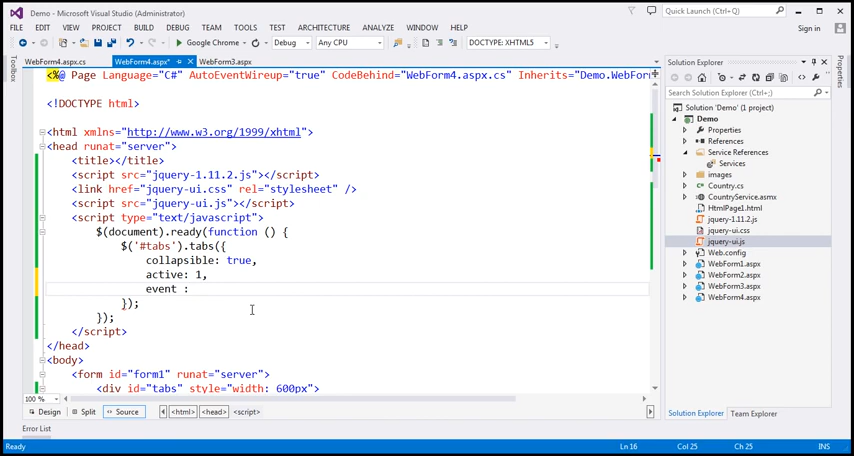 Demo - Microsoft Visual Studio (Administrator)
Quick Launch (Ctrl+Q)
FILE EDIT VIEW PROJECT BUILD DEBUG TEAM TOOLS TEST ARCHITECTURE ANALYZE WINDOW HELP
Sign in
Google Chrome Debug Any CPU DOCTYPE: XHTML5
Toolbox
WebForm4.aspx.cs WebForm4.aspx* WebForm3.aspx
<%@ Page Language="C#" AutoEventWireup="true" CodeBehind="WebForm4.aspx.cs" Inherits="Demo.WebForm
<!DOCTYPE html>
<html xmlns="http://www.w3.org/1999/xhtml">
<head runat="server">
<title></title>
<script src="jquery-1.11.2.js"></script>
<link href="jquery-ui.css" rel="stylesheet" />
<script src="jquery-ui.js"></script>
<script type="text/javascript">
$(document).ready(function () {
$('#tabs').tabs({
collapsible: true,
active: 1,
event :
});
});
</script>
</head>
<body>
<form id="form1" runat="server">
<div id="tabs" style="width: 600px">
100 %
Design Split Source <html> <head> <script>
Error List
Ready Ln 16 Col 25 Ch 25 INS
Solution Explorer
Search Solution Explorer (Ctrl+;)
Solution 'Demo' (1 project)
Demo
Properties
References
Service References
Services
images
Country.cs
CountryService.asmx
HtmlPage1.html
jquery-1.11.2.js
jquery-ui.css
jquery-ui.js
Web.config
WebForm1.aspx
WebForm2.aspx
WebForm3.aspx
WebForm4.aspx
Solution Explorer Team Explorer
Properties